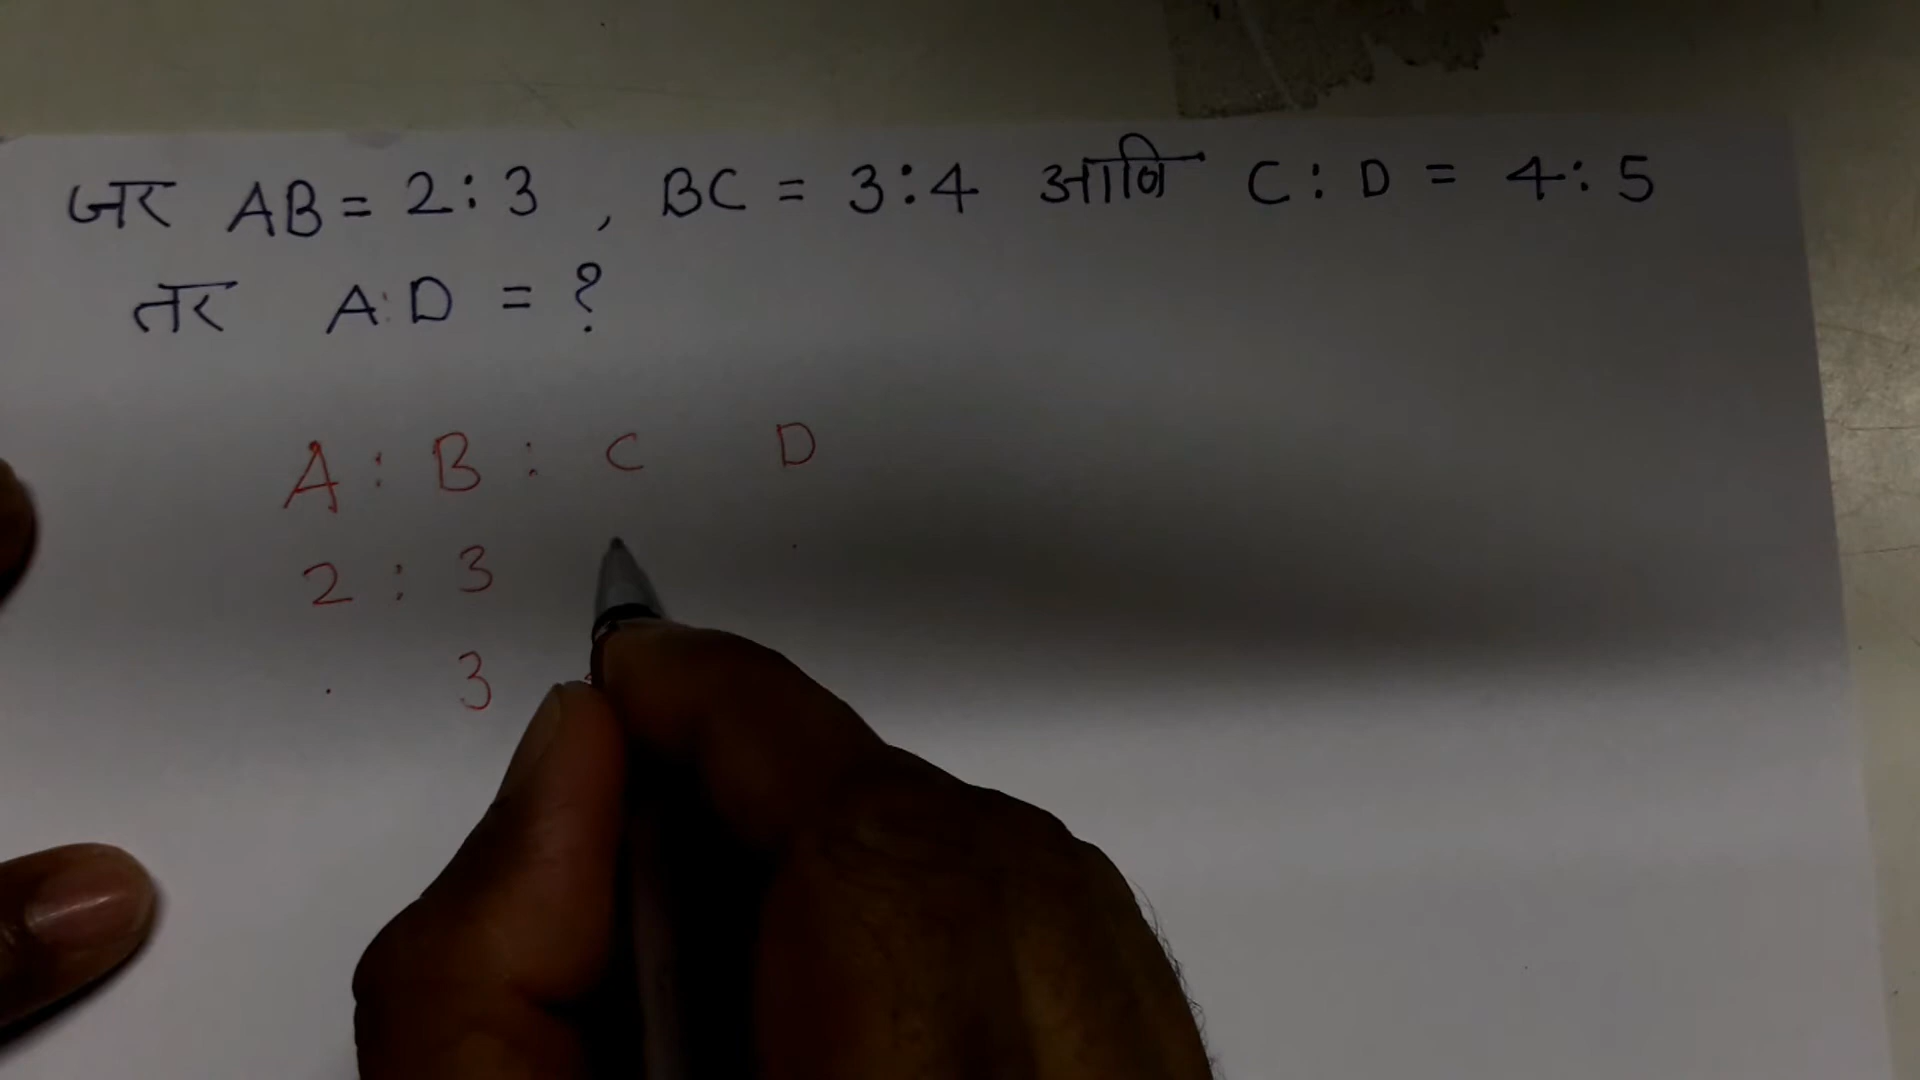 जर AB = 2:3 , BC = 3:4 आणि C:D = 4:5
तर A:D = ?
A : B : C D
2 : 3
3